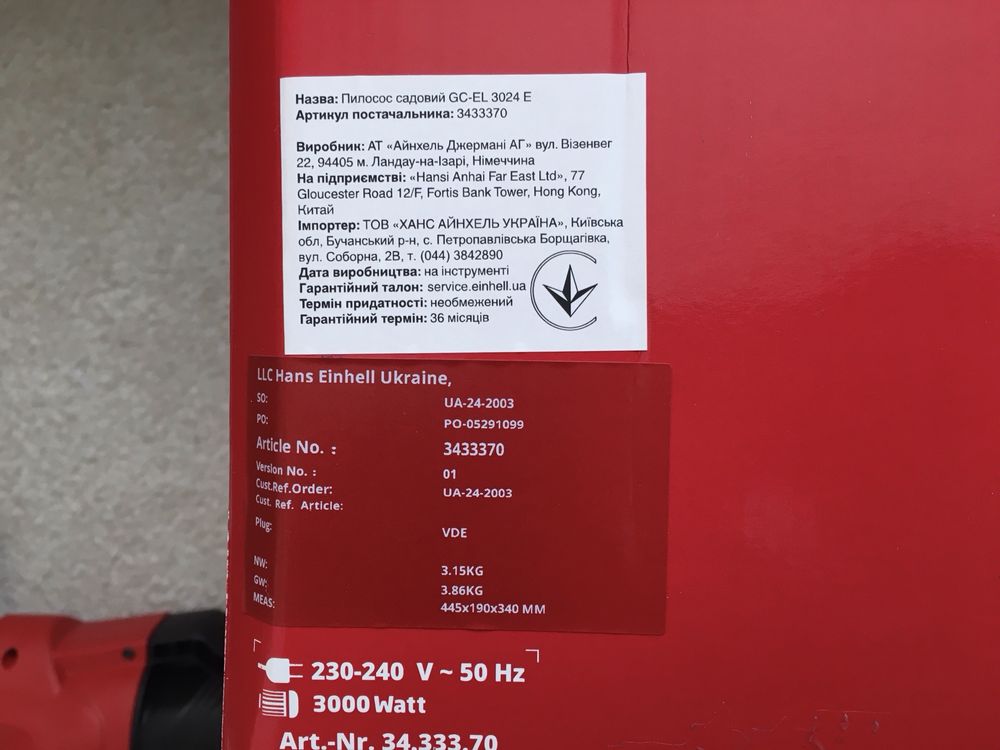 Назва: Пилосос садовий GC-EL 3024 E
Артикул постачальника: 3433370
Виробник: АТ «Айнхель Джермані АГ» вул. Візенвег
22, 94405 м. Ландау-на-Ізарі, Німеччина
На підприємстві: «Hansi Anhai Far East Ltd», 77
Gloucester Road 12/F, Fortis Bank Tower, Hong Kong,
Китай
Імпортер: ТОВ «ХАНС АЙНХЕЛЬ УКРАЇНА», Київська
обл, Бучанський р-н, с. Петропавлівська Борщагівка,
вул. Соборна, 2В, т. (044) 3842890
Дата виробництва: на інструменті
Гарантійний талон: service.einhell.ua
Термін придатності: необмежений
Гарантійний термін: 36 місяців
LLC Hans Einhell Ukraine,
SO: UA-24-2003
PO: PO-05291099
Article No. : 3433370
Version No. : 01
Cust.Ref.Order: UA-24-2003
Cust. Ref. Article:
Plug: VDE
NW: 3.15KG
GW: 3.86KG
MEAS: 445x190x340 MM
230-240 V ~ 50 Hz
3000 Watt
Art.-Nr. 34.333.70